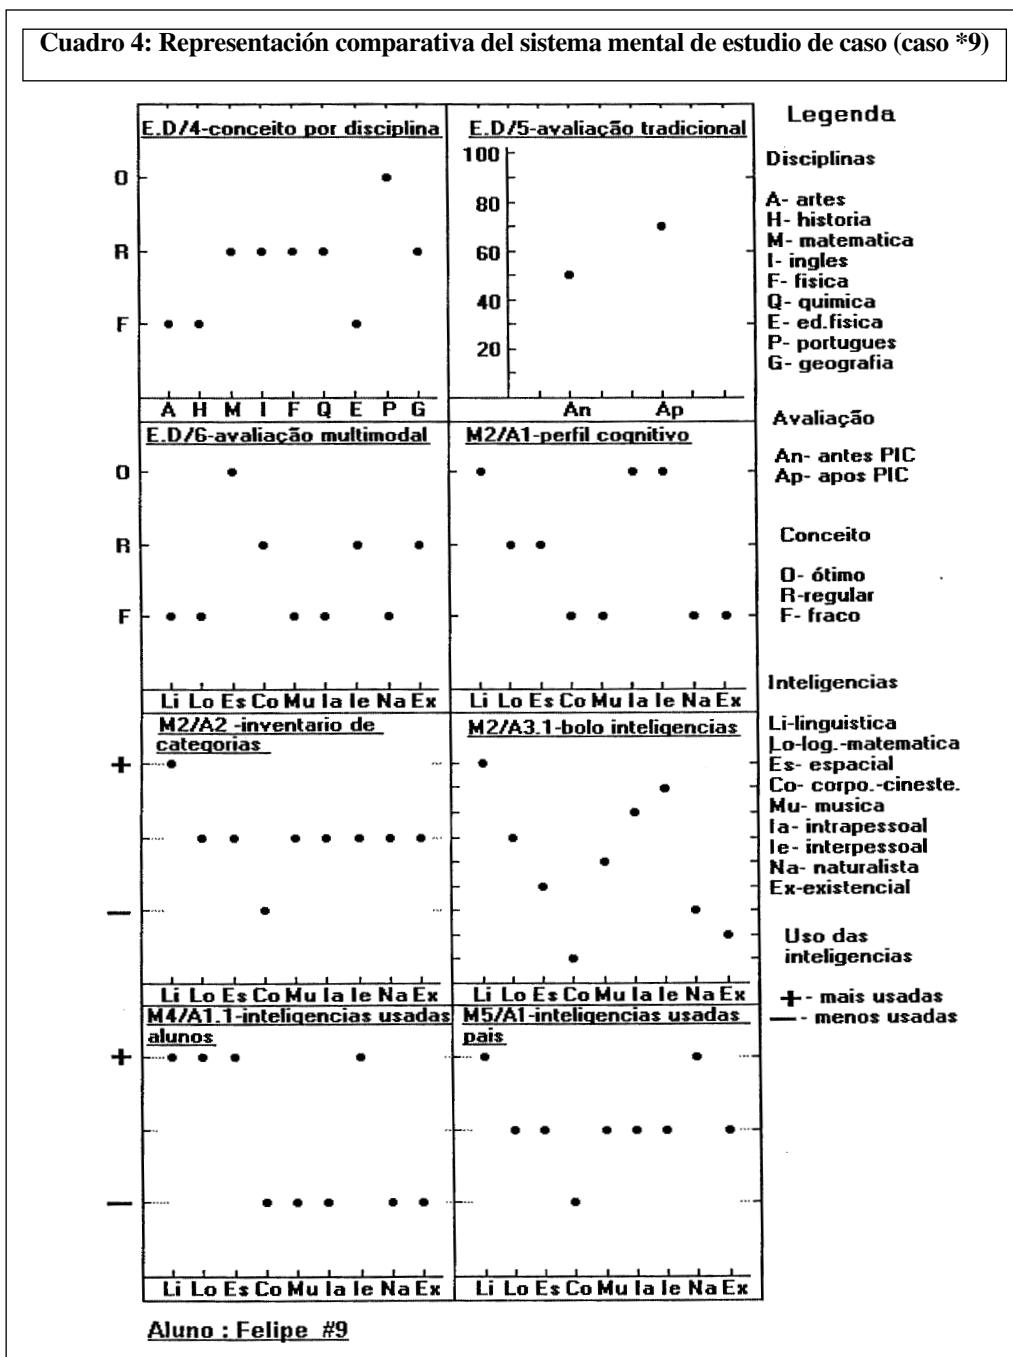 Cuadro 4: Representación comparativa del sistema mental de estudio de caso (caso *9)
E.D/4-conceito por disciplina
O
R
F
A H M I F Q E P G
E.D/5-avaliação tradicional
100
80
60
40
20
An Ap
E.D/6-avaliação multimodal
O
R
F
Li Lo Es Co Mu Ia Ie Na Ex
M2/A1-perfil cognitivo
Li Lo Es Co Mu Ia Ie Na Ex
M2/A2 -inventario de
categorias
+
—
Li Lo Es Co Mu Ia Ie Na Ex
M2/A3.1-bolo inteligencias
Li Lo Es Co Mu Ia Ie Na Ex
M4/A1.1-inteligencias usadas
alunos
+
—
Li Lo Es Co Mu Ia Ie Na Ex
M5/A1-inteligencias usadas
pais
Li Lo Es Co Mu Ia Ie Na Ex
Legenda
Disciplinas
A- artes
H- historia
M- matematica
I- ingles
F- fisica
Q- quimica
E- ed.fisica
P- portugues
G- geografia
Avaliação
An- antes PIC
Ap- apos PIC
Conceito
O- ótimo
R-regular
F- fraco
Inteligencias
Li-linguistica
Lo-log.-matematica
Es- espacial
Co- corpo.-cineste.
Mu- musica
Ia- intrapessoal
Ie- interpessoal
Na- naturalista
Ex-existencial
Uso das
inteligencias
+ - mais usadas
— - menos usadas
Aluno : Felipe #9